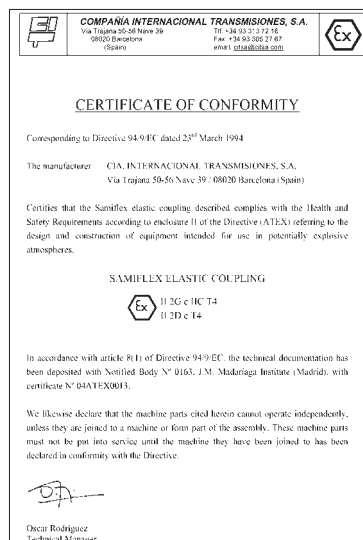 COMPAÑÍA INTERNACIONAL TRANSMISIONES, S.A.
Via Trajana 50-56 Nave 39 Tlf. +34 93 313 72 16
08020 Barcelona Fax +34 93 305 27 67
(Spain) email: citsa@citsa.com
Ex
CERTIFICATE OF CONFORMITY
Corresponding to Directive 94/9/EC dated 23rd March 1994
The manufacturer CIA. INTERNACIONAL TRANSMISIONES, S.A.
Via Trajana 50-56 Nave 39 / 08020 Barcelona (Spain)
Certifies that the Samiflex elastic coupling described complies with the Health and
Safety Requirements according to enclosure II of the Directive (ATEX) referring to the
design and construction of equipment intended for use in potentially explosive
atmospheres.
SAMIFLEX ELASTIC COUPLING
Ex II 2G c IIC T4
II 2D c T4
In accordance with article 8(1) of Directive 94/9/EC, the technical documentation has
been deposited with Notified Body Nº 0163, J.M. Madariaga Institute (Madrid), with
certificate Nº 04ATEX0013.
We likewise declare that the machine parts cited herein cannot operate independently,
unless they are joined to a machine or form part of the assembly. These machine parts
must not be put into service until the machine they have been joined to has been
declared in conformity with the Directive.
Oscar Rodriguez
Technical Manager